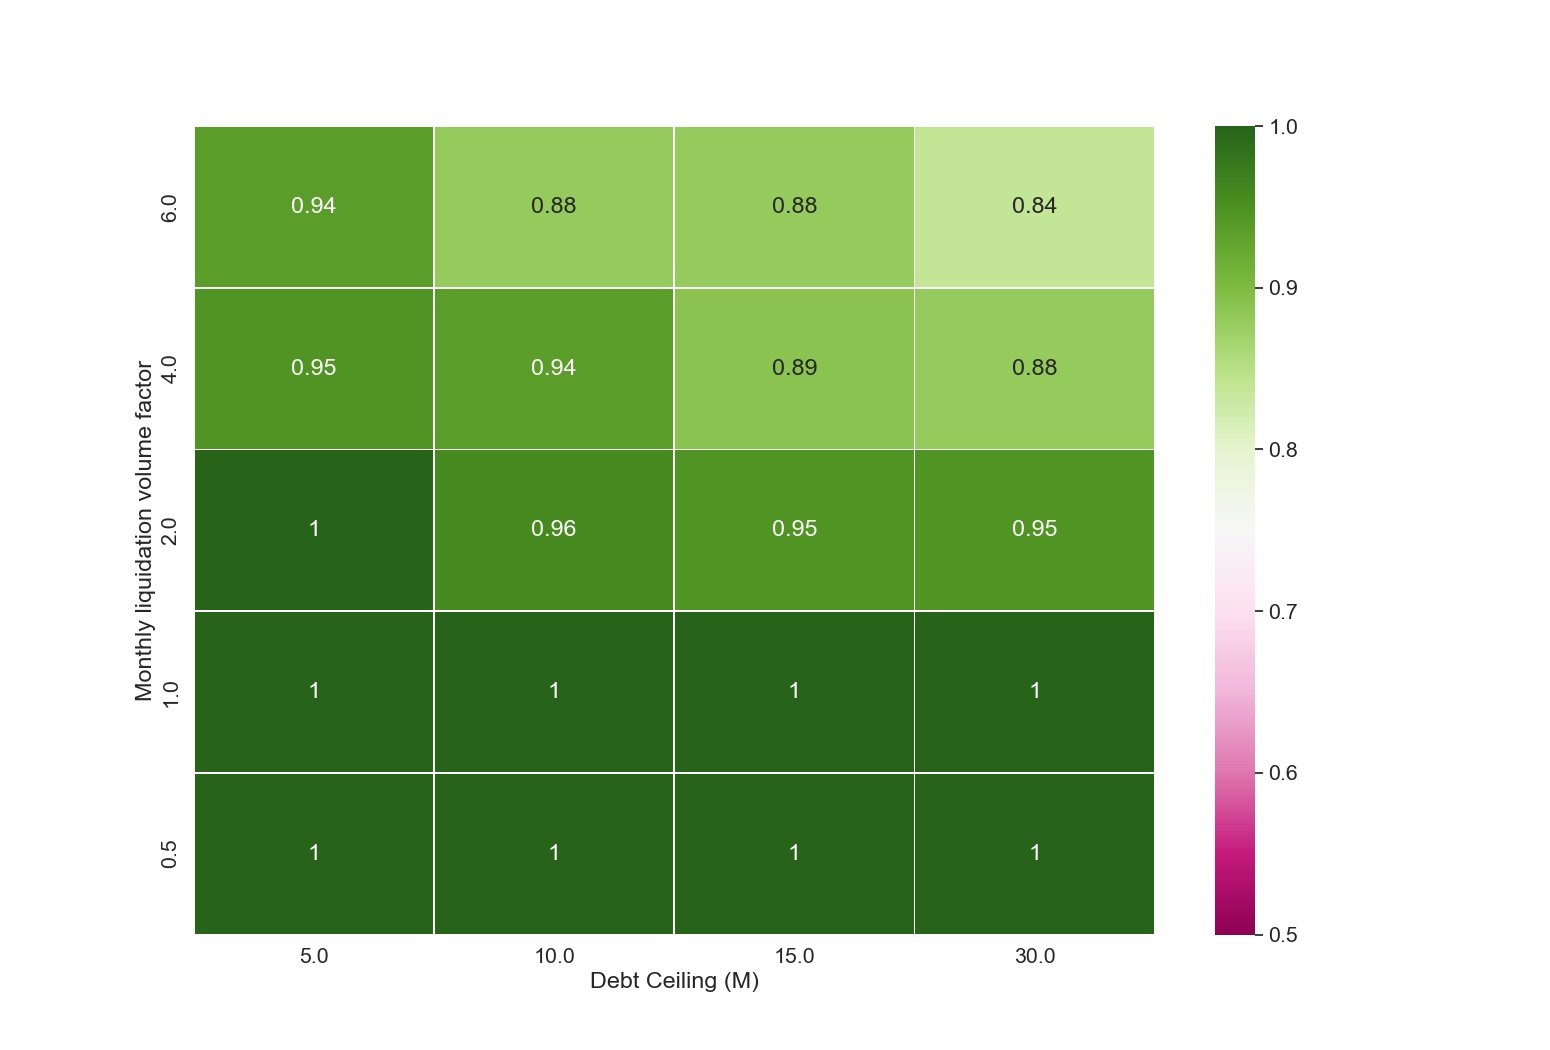 6.0 0.94 0.88 0.88 0.84
4.0 0.95 0.94 0.89 0.88
2.0 1 0.96 0.95 0.95
1.0 1 1 1 1
0.5 1 1 1 1
5.0 10.0 15.0 30.0
Debt Ceiling (M)
Monthly liquidation volume factor
1.0
0.9
0.8
0.7
0.6
0.5